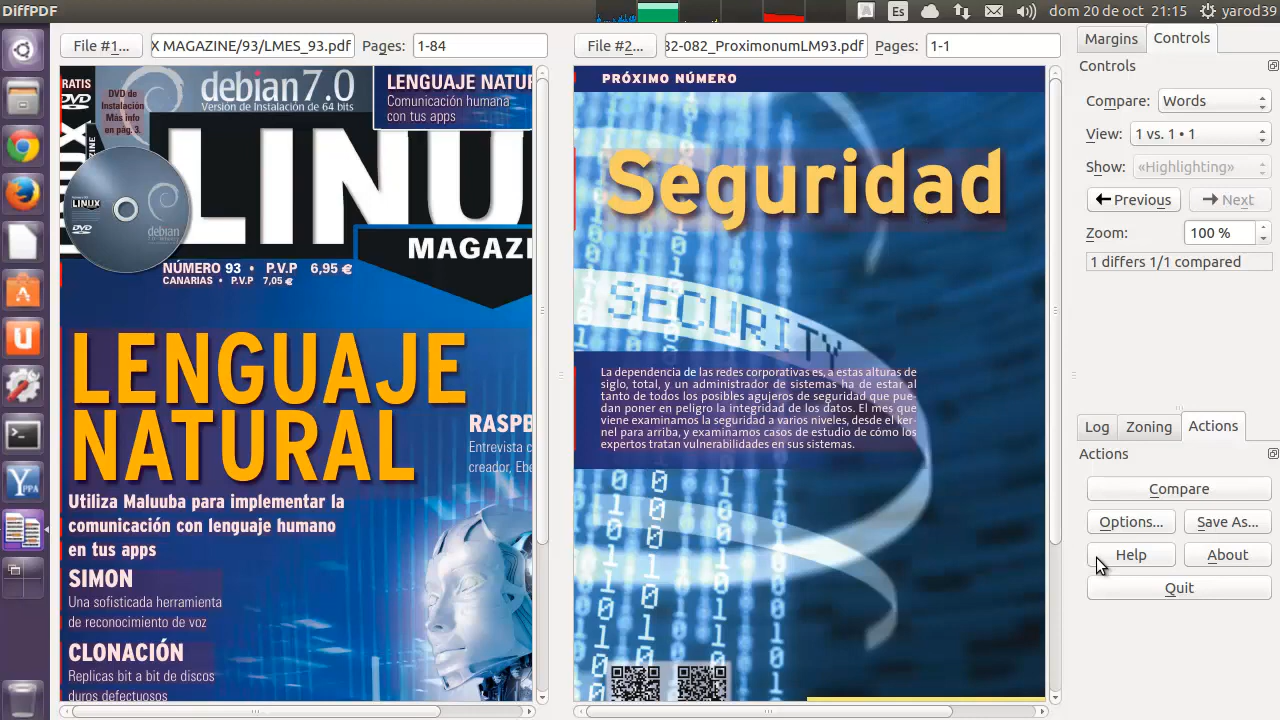 DiffPDF
Es
dom 20 de oct
21:15
yarod39
File #1...
X MAGAZINE/93/LMES_93.pdf
Pages:
1-84
File #2...
32-082_ProximonumLM93.pdf
Pages:
1-1
GRATIS
DVD
DVD de
Instalación
Más info
en pág. 3.
debian 7.0
Versión de Instalación de 64 bits
LENGUAJE NATUR
Comunicación humana
con tus apps
LINUX
MAGAZINE
LINUX
DVD
debian
LINU
MAGAZI
NÚMERO 93 • P.V.P 6,95 €
CANARIAS • P.V.P 7,05 €
LENGUAJE
NATURAL
RASPB
Entrevista c
creador, Ebe
Utiliza Maluuba para implementar la
comunicación con lenguaje humano
en tus apps
SIMON
Una sofisticada herramienta
de reconocimiento de voz
CLONACIÓN
Replicas bit a bit de discos
duros defectuosos
PRÓXIMO NÚMERO
Seguridad
SECURITY
La dependencia de las redes corporativas es, a estas alturas de
siglo, total, y un administrador de sistemas ha de estar al
tanto de todos los posibles agujeros de seguridad que pue-
dan poner en peligro la integridad de los datos. El mes que
viene examinamos la seguridad a varios niveles, desde el ker-
nel para arriba, y examinamos casos de estudio de cómo los
expertos tratan vulnerabilidades en sus sistemas.
Margins
Controls
Controls
Compare:
Words
View:
1 vs. 1 • 1
Show:
«Highlighting»
Previous
Next
Zoom:
100 %
1 differs 1/1 compared
Log
Zoning
Actions
Actions
Compare
Options...
Save As...
Help
About
Quit